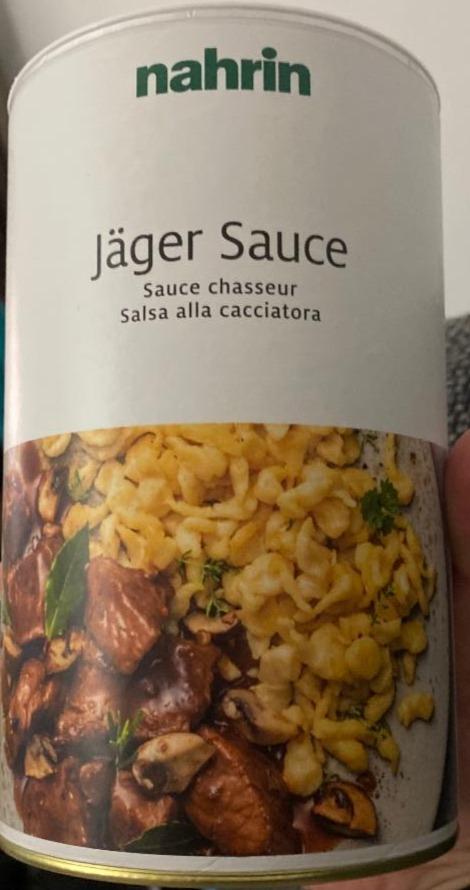 nahrin
Jäger Sauce
Sauce chasseur
Salsa alla cacciatora